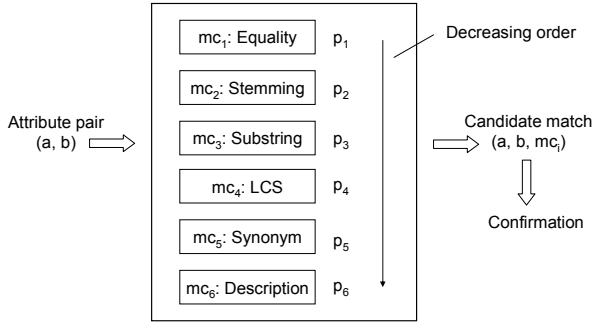 mc1: Equality p1
Decreasing order
mc2: Stemming p2
Attribute pair
(a, b)
mc3: Substring p3
Candidate match
(a, b, mci)
mc4: LCS p4
Confirmation
mc5: Synonym p5
mc6: Description p6